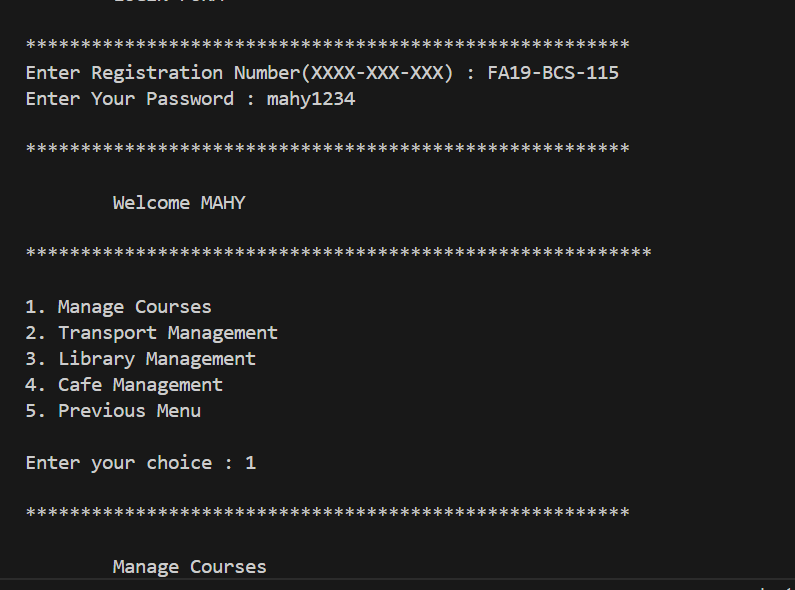 *******************************************************
Enter Registration Number(XXXX-XXX-XXX) : FA19-BCS-115
Enter Your Password : mahy1234
*******************************************************
Welcome MAHY
*********************************************************
1. Manage Courses
2. Transport Management
3. Library Management
4. Cafe Management
5. Previous Menu
Enter your choice : 1
*******************************************************
Manage Courses